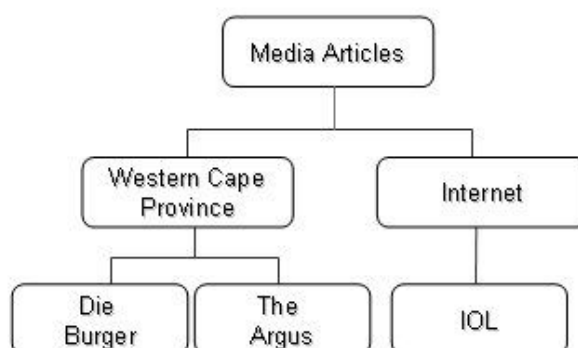 Media Articles
Western Cape
Province
Internet
Die
Burger
The
Argus
IOL